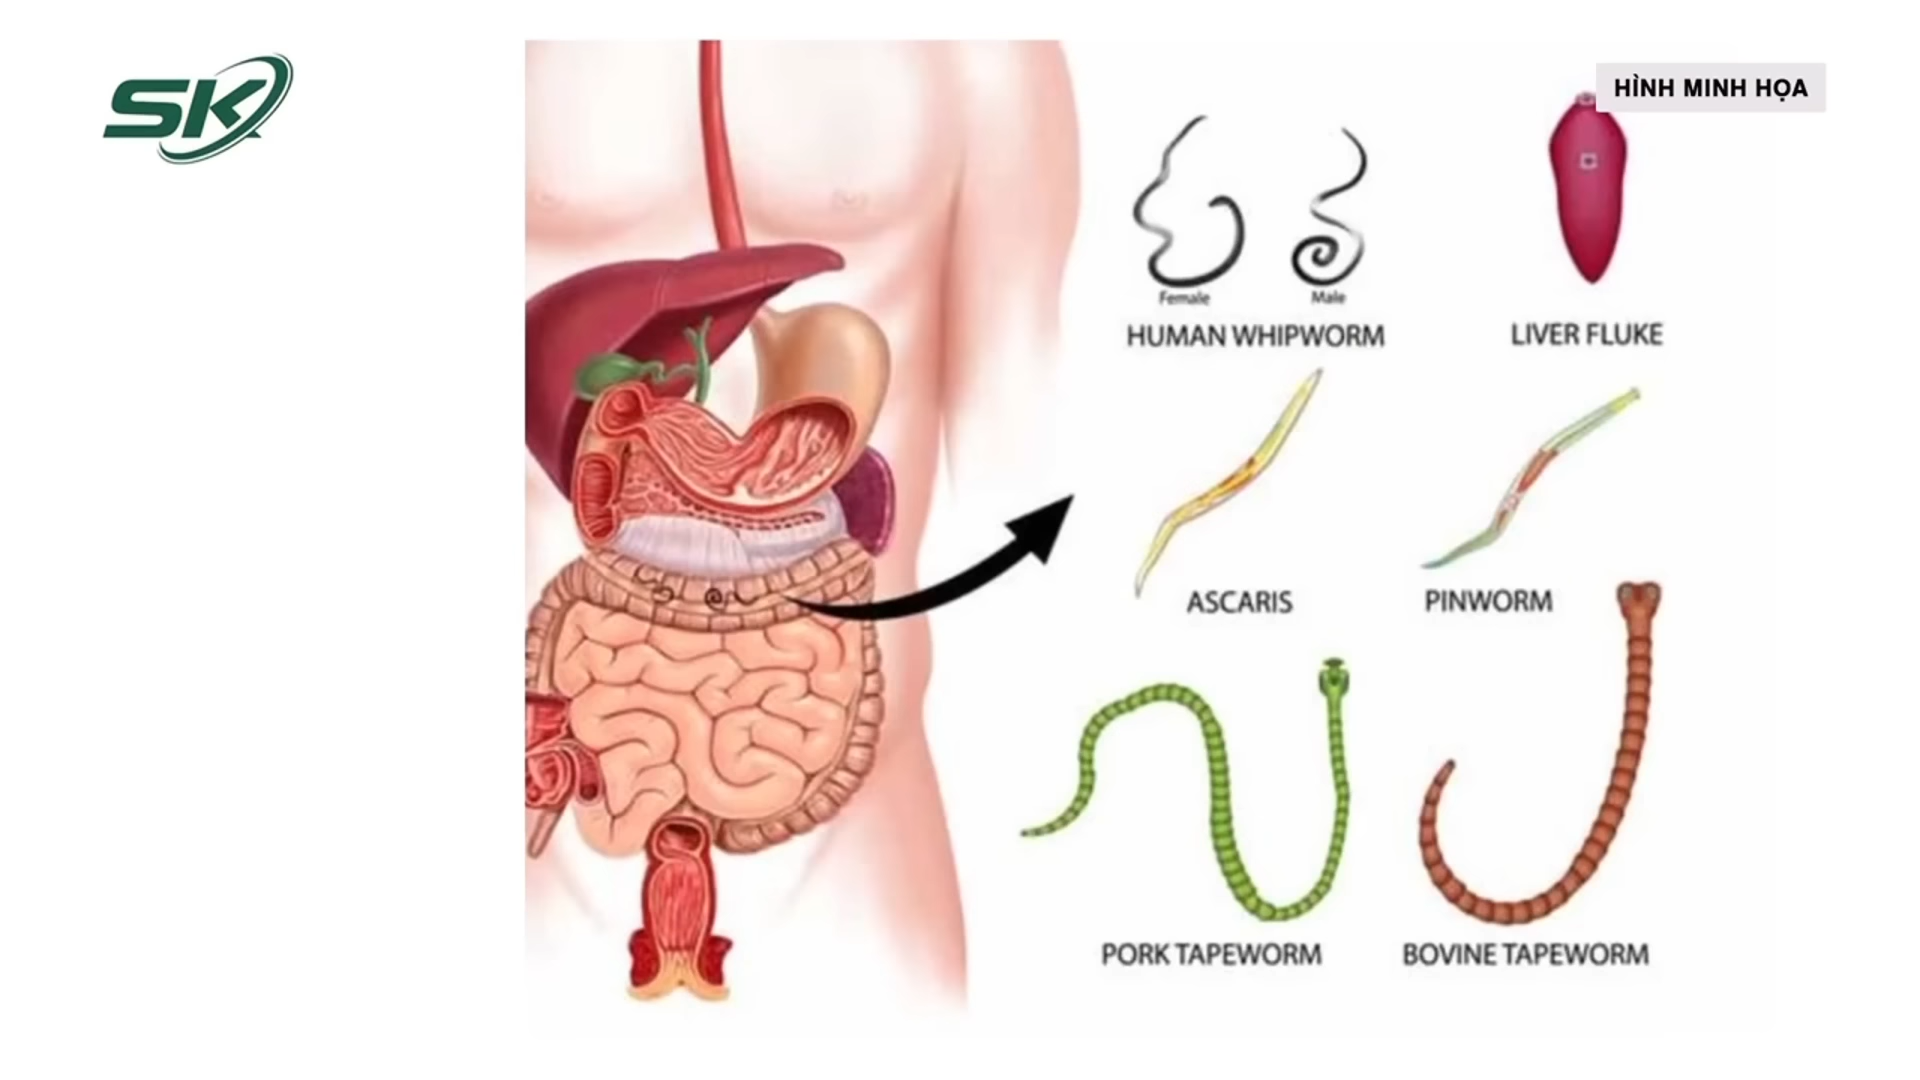 SK
HÌNH MINH HỌA
Female
Male
HUMAN WHIPWORM
LIVER FLUKE
ASCARIS
PINWORM
PORK TAPEWORM
BOVINE TAPEWORM